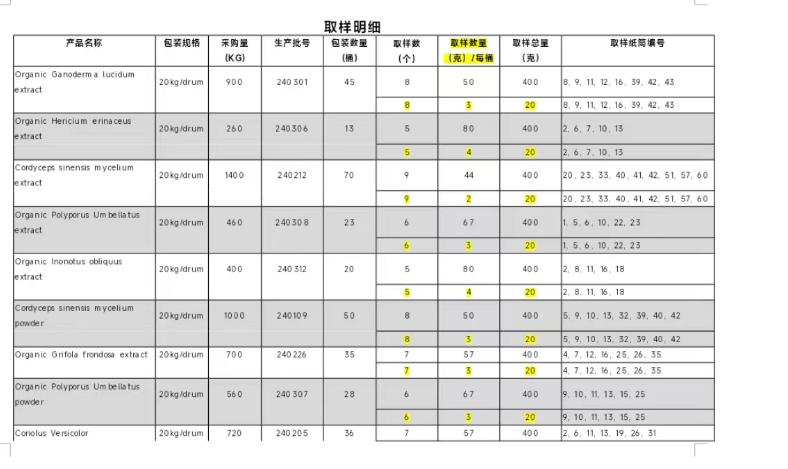 取样明细
产品名称 包装规格 采购量 生产批号 包装数量 取样数 取样数量 取样总量 取样纸筒编号
(KG) (桶) (个) (克) /每桶 (克)
Organic Ganoderma lucidum
extract 20kg/drum 900 240301 45 8 50 400 8, 9, 11, 12, 16, 39, 42, 43
8 3 20 8, 9, 11, 12, 16, 39, 42, 43
Organic Hericium erinaceus
extract 20kg/drum 260 240306 13 5 80 400 2, 6, 7, 10, 13
5 4 20 2, 6, 7, 10, 13
Cordyceps sinensis mycelium
extract 20kg/drum 1400 240212 70 9 44 400 20, 23, 33, 40, 41, 42, 51, 57, 60
9 2 20 20, 23, 33, 40, 41, 42, 51, 57, 60
Organic Polyporus Umbellatus
extract 20kg/drum 460 240308 23 6 67 400 1, 5, 6, 10, 22, 23
6 3 20 1, 5, 6, 10, 22, 23
Organic Inonotus obliquus
extract 20kg/drum 400 240312 20 5 80 400 2, 8, 11, 16, 18
5 4 20 2, 8, 11, 16, 18
Cordyceps sinensis mycelium
powder 20kg/drum 1000 240109 50 8 50 400 5, 9, 10, 13, 32, 39, 40, 42
8 3 20 5, 9, 10, 13, 32, 39, 40, 42
Organic Grifola frondosa extract 20kg/drum 700 240226 35 7 57 400 4, 7, 12, 16, 25, 26, 35
7 3 20 4, 7, 12, 16, 25, 26, 35
Organic Polyporus Umbellatus
powder 20kg/drum 560 240307 28 6 67 400 9, 10, 11, 13, 15, 25
6 3 20 9, 10, 11, 13, 15, 25
Coriolus Versicolor 20kg/drum 720 240205 36 7 57 400 2, 6, 11, 13, 19, 26, 31